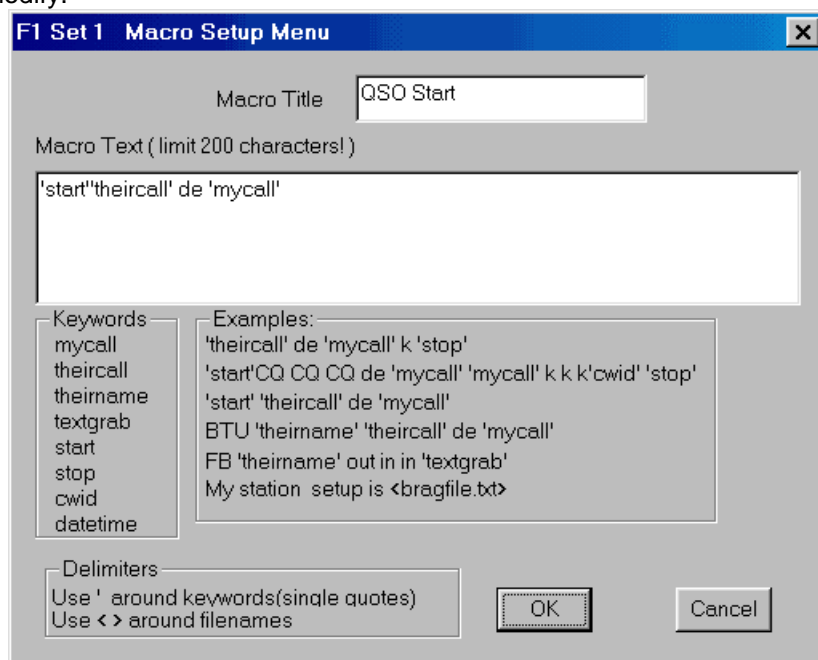 odify.
F1 Set 1 Macro Setup Menu
Macro Title QSO Start
Macro Text ( limit 200 characters! )
'start''theircall' de 'mycall'
Keywords
mycall
theircall
theirname
textgrab
start
stop
cwid
datetime
Examples:
'theircall' de 'mycall' k 'stop'
'start'CQ CQ CQ de 'mycall' 'mycall' k k k'cwid' 'stop'
'start' 'theircall' de 'mycall'
BTU 'theirname' 'theircall' de 'mycall'
FB 'theirname' out in in 'textgrab'
My station setup is <bragfile.txt>
Delimiters
Use ' around keywords(single quotes)
Use < > around filenames
OK
Cancel